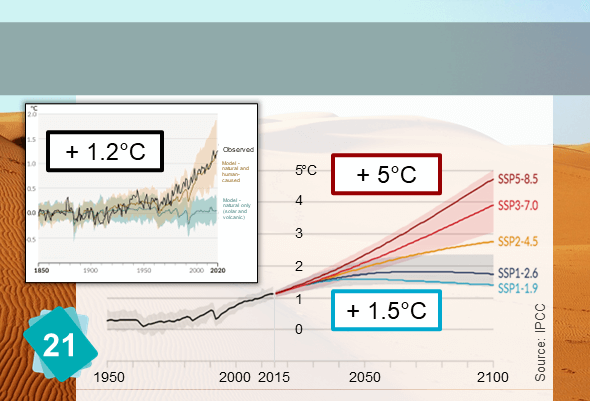 °C
2.0
1.5
1.0
0.5
0.0
0.5
1850
1900
1950
2000
2020
+ 1.2°C
Observed
Model -
natural and
human-
caused
Model -
natural only
(solar and
volcanic)
5°C
4
3
2
1
0
+ 5°C
SSP5-8.5
SSP3-7.0
SSP2-4.5
SSP1-2.6
SSP1-1.9
+ 1.5°C
21
1950
2000
2015
2050
2100
Source: IPCC